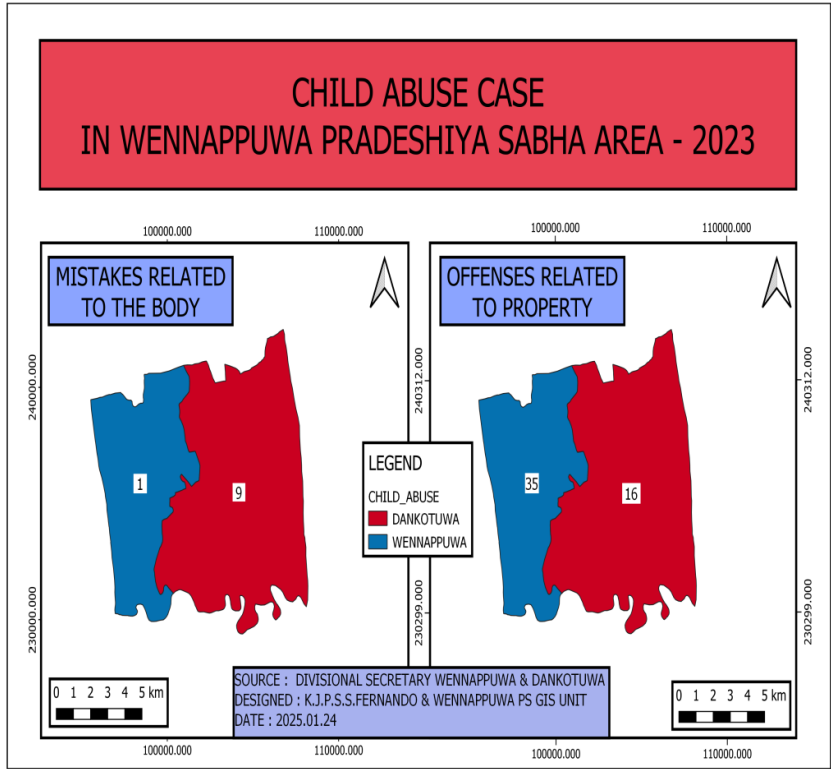 CHILD ABUSE CASE
IN WENNAPPUWA PRADESHIYA SABHA AREA - 2023
100000.000
110000.000
100000.000
110000.000
MISTAKES RELATED
TO THE BODY
OFFENSES RELATED
TO PROPERTY
240000.000
240312.000
240312.000
1
9
35
16
LEGEND
CHILD_ABUSE
DANKOTUWA
WENNAPPUWA
230000.000
230299.000
230299.000
0 1 2 3 4 5 km
SOURCE : DIVISIONAL SECRETARY WENNAPPUWA & DANKOTUWA
DESIGNED : K.J.P.S.S.FERNANDO & WENNAPPUWA PS GIS UNIT
DATE : 2025.01.24
0 1 2 3 4 5 km
100000.000
110000.000
100000.000
110000.000